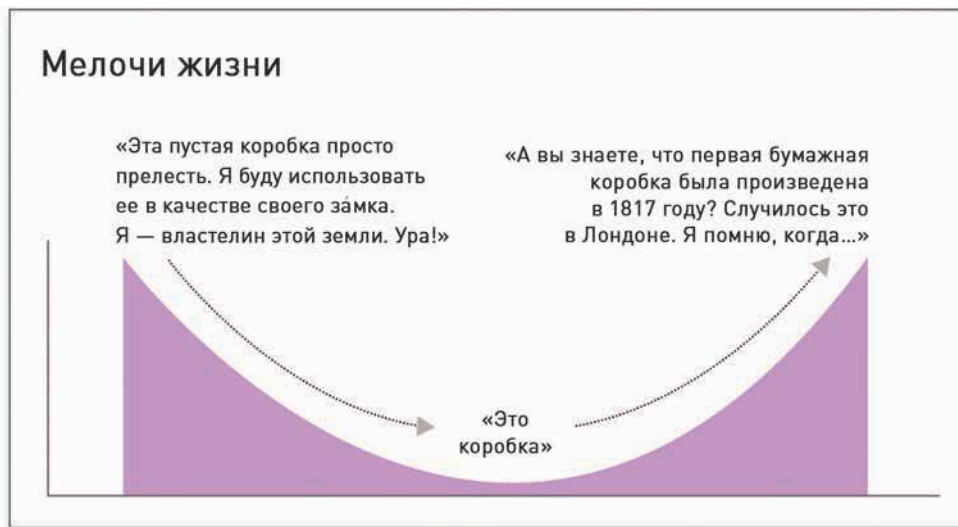 Мелочи жизни
«Эта пустая коробка просто
прелесть. Я буду использовать
ее в качестве своего за́мка.
Я — властелин этой земли. Ура!»
«А вы знаете, что первая бумажная
коробка была произведена
в 1817 году? Случилось это
в Лондоне. Я помню, когда...»
«Это
коробка»